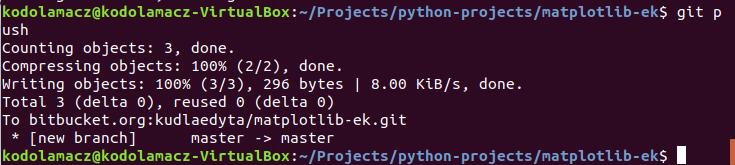 kodolamacz@kodolamacz-VirtualBox:~/Projects/python-projects/matplotlib-ek$ git p
ush
Counting objects: 3, done.
Compressing objects: 100% (2/2), done.
Writing objects: 100% (3/3), 296 bytes | 8.00 KiB/s, done.
Total 3 (delta 0), reused 0 (delta 0)
To bitbucket.org:kudlaedyta/matplotlib-ek.git
 * [new branch]      master -> master
kodolamacz@kodolamacz-VirtualBox:~/Projects/python-projects/matplotlib-ek$